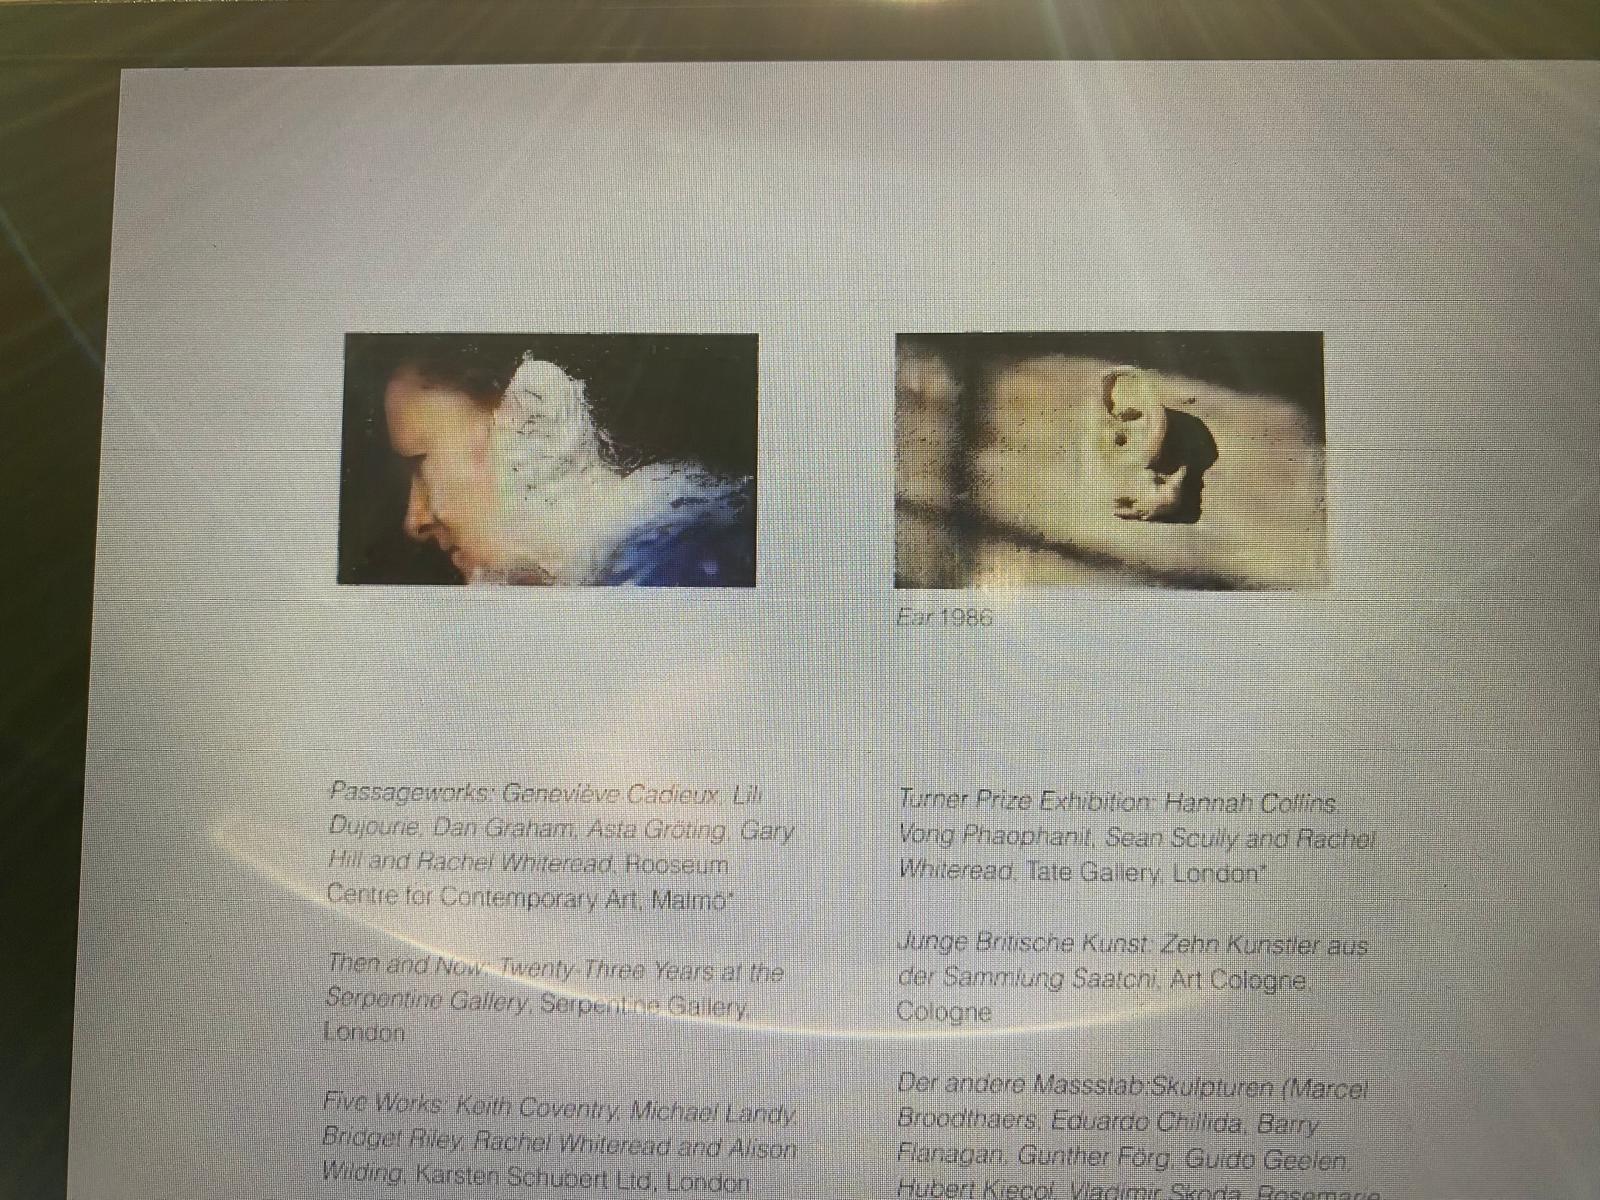 Ear 1986
Passageworks: Geneviève Cadieux, Lili
Dujourie, Dan Graham, Asta Gröting, Gary
Hill and Rachel Whiteread, Rooseum
Centre for Contemporary Art, Malmö*
Then and Now: Twenty-Three Years at the
Serpentine Gallery, Serpentine Gallery,
London
Five Works: Keith Coventry, Michael Landy,
Bridget Riley, Rachel Whiteread and Alison
Wilding, Karsten Schubert Ltd, London
Turner Prize Exhibition: Hannah Collins,
Vong Phaophanit, Sean Scully and Rachel
Whiteread, Tate Gallery, London*
Junge Britische Kunst: Zehn Kunstler aus
der Sammlung Saatchi, Art Cologne,
Cologne
Der andere Massstab:Skulpturen (Marcel
Broodthaers, Eduardo Chillida, Barry
Flanagan, Gunther Förg, Guido Geelen,
Hubert Kiecol, Vladimir Skoda, Rosemarie